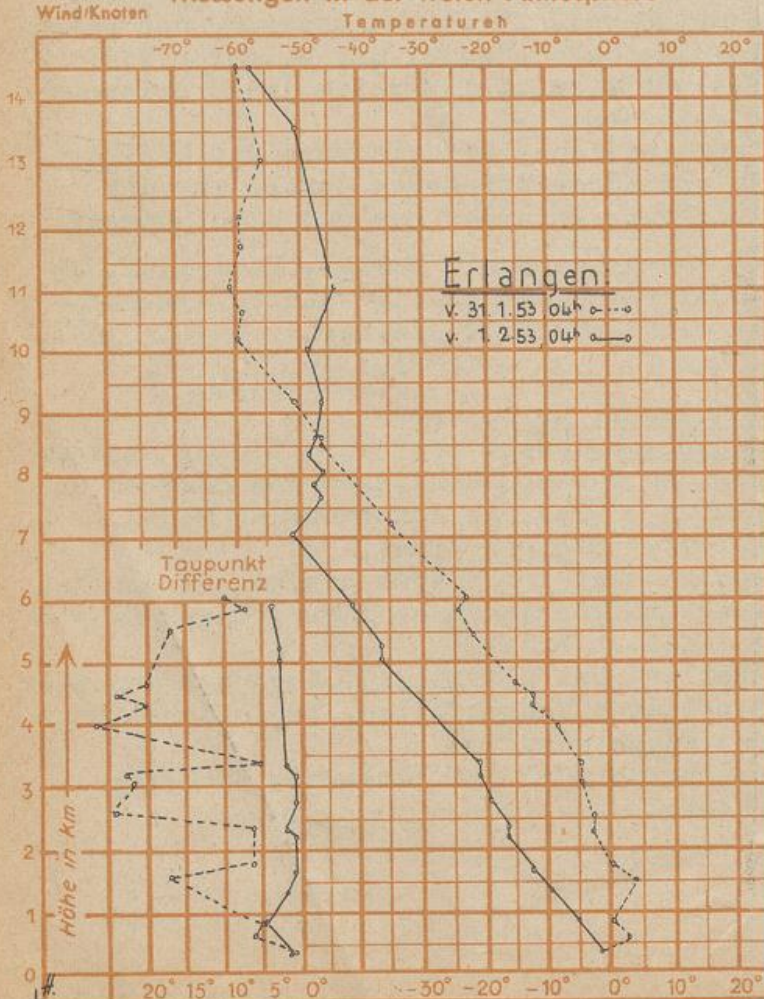 Wind/Knoten
Temperatureh
-70° -60° -50° -40° -30° -20° -10° 0° 10° 20°
14
13
12
Erlangen:
v. 31.1.53 04h
v. 1.2.53 04h
11
10
9
8
7
Taupunkt
Differenz
6
5
4
3
2
1
0
Höhe in Km
20° 15° 10° 5° 0° -30° -20° -10° 0° 10° 20°